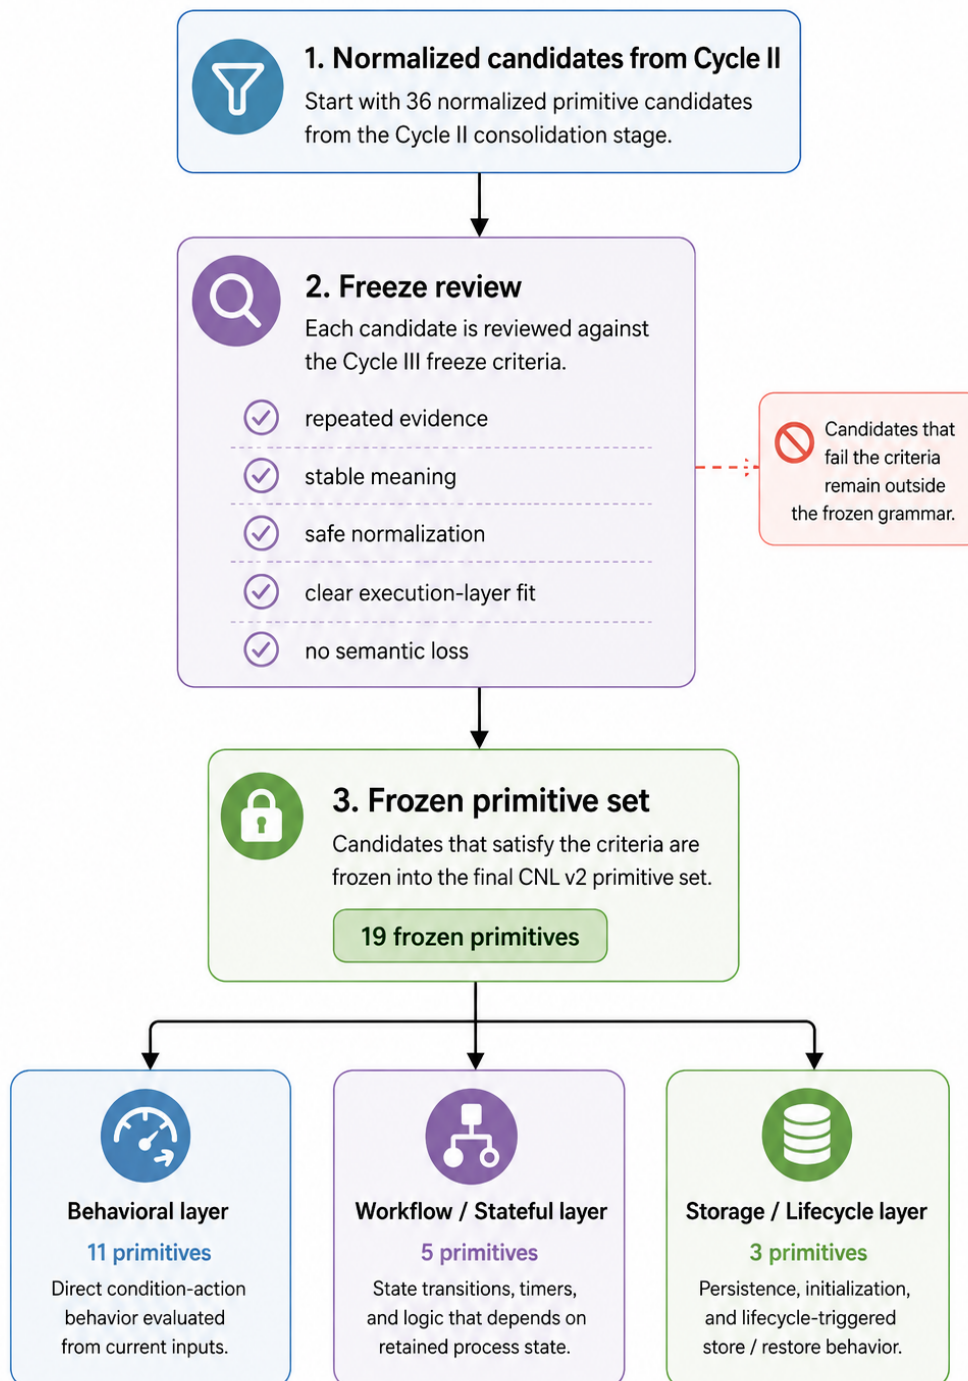 1. Normalized candidates from Cycle II
Start with 36 normalized primitive candidates
from the Cycle II consolidation stage.
2. Freeze review
Each candidate is reviewed against
the Cycle III freeze criteria.
repeated evidence
stable meaning
safe normalization
clear execution-layer fit
no semantic loss
Candidates that
fail the criteria
remain outside
the frozen grammar.
3. Frozen primitive set
Candidates that satisfy the criteria are
frozen into the final CNL v2 primitive set.
19 frozen primitives
Behavioral layer
11 primitives
Direct condition-action
behavior evaluated
from current inputs.
Workflow / Stateful layer
5 primitives
State transitions, timers,
and logic that depends on
retained process state.
Storage / Lifecycle layer
3 primitives
Persistence, initialization,
and lifecycle-triggered
store / restore behavior.